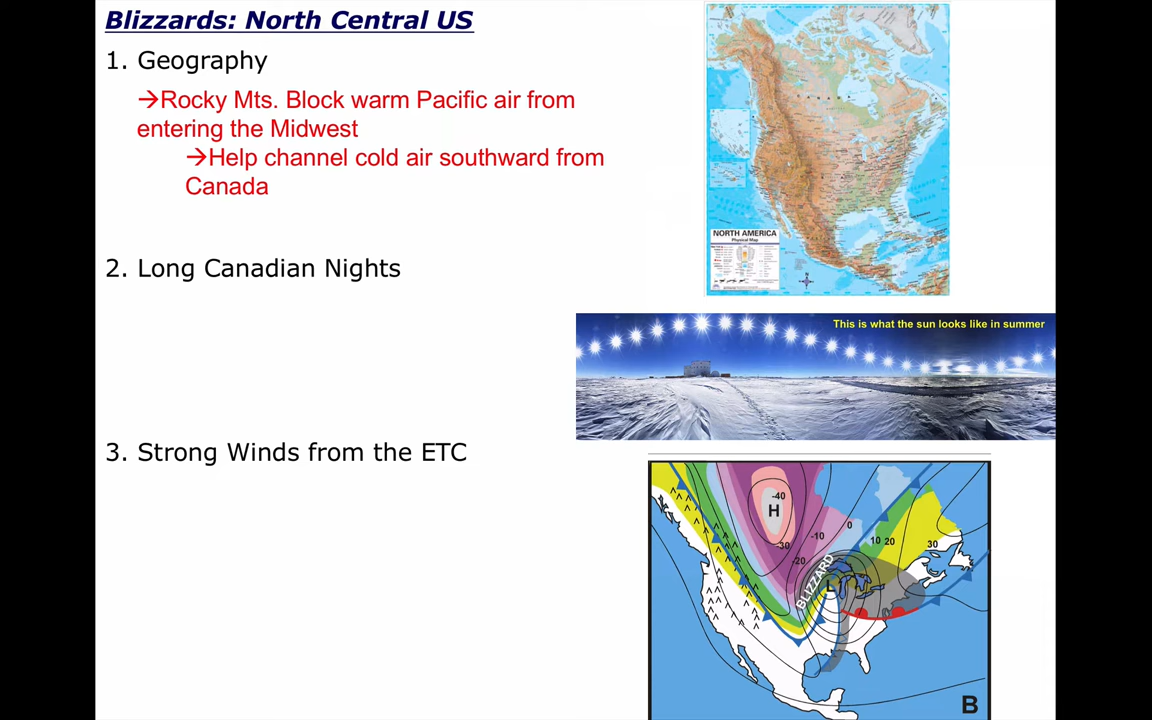 Blizzards: North Central US
1. Geography
→Rocky Mts. Block warm Pacific air from
entering the Midwest
→Help channel cold air southward from
Canada
NORTH AMERICA
Physical Map
N
2. Long Canadian Nights
This is what the sun looks like in summer
3. Strong Winds from the ETC
-40
H
-30
-20
-10
0
10 20
30
BLIZZARD
L
B